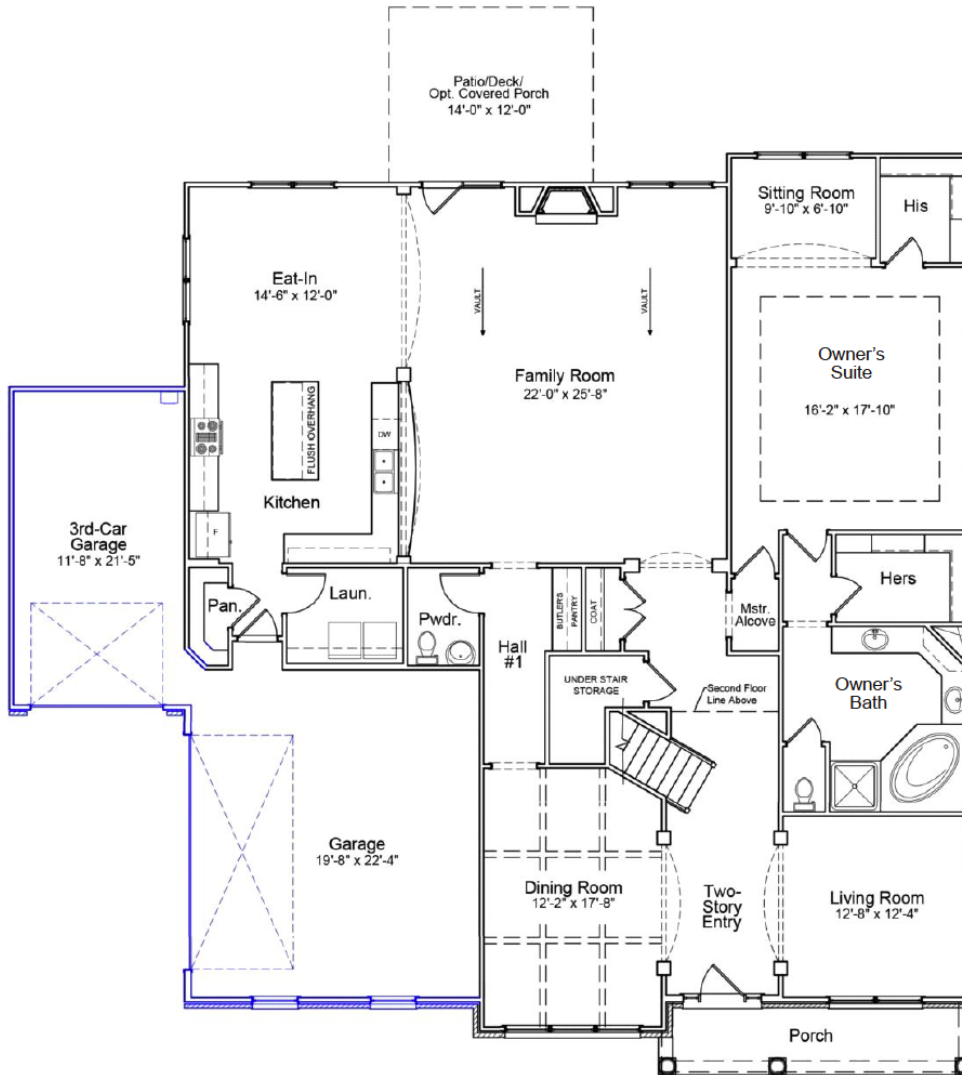 Patio/Deck/
Opt. Covered Porch
14'-0" x 12'-0"
Sitting Room
9'-10" x 6'-10"
His
Eat-In
14'-6" x 12'-0"
VAULT
VAULT
Family Room
22'-0" x 25'-8"
Owner's
Suite
16'-2" x 17'-10"
FLUSH OVERHANG
DW
Kitchen
F
3rd-Car
Garage
11'-8" x 21'-5"
Pan.
Laun.
Pwdr.
BUTLER'S
PANTRY
COAT
Mstr.
Alcove
Hers
Hall
#1
UNDER STAIR
STORAGE
Second Floor
Line Above
Owner's
Bath
Garage
19'-8" x 22'-4"
Dining Room
12'-2" x 17'-8"
Two-
Story
Entry
Living Room
12'-8" x 12'-4"
Porch